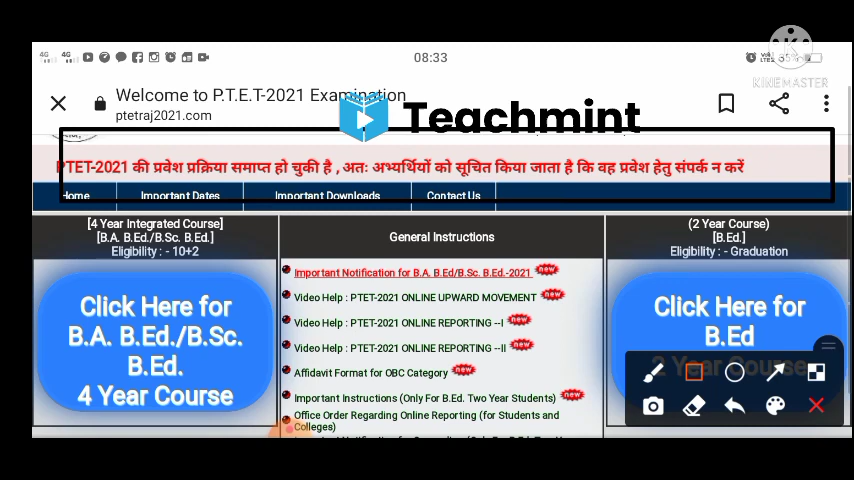 4G 4G 08:33
KINEMASTER
Welcome to P.T.E.T-2021 Examination
ptetraj2021.com
Teachmint
PTET-2021 की प्रवेश प्रक्रिया समाप्त हो चुकी है , अतः अभ्यर्थियों को सूचित किया जाता है कि वह प्रवेश हेतु संपर्क न करें
Home Important Dates Important Downloads Contact Us
[4 Year Integrated Course]
[B.A. B.Ed./B.Sc. B.Ed.]
Eligibility : - 10+2
Click Here for
B.A. B.Ed./B.Sc.
B.Ed.
4 Year Course
General Instructions
Important Notification for B.A. B.Ed/B.Sc. B.Ed.-2021 new
Video Help : PTET-2021 ONLINE UPWARD MOVEMENT new
Video Help : PTET-2021 ONLINE REPORTING --I new
Video Help : PTET-2021 ONLINE REPORTING --II new
Affidavit Format for OBC Category new
Important Instructions (Only For B.Ed. Two Year Students) new
Office Order Regarding Online Reporting (for Students and
Colleges)
(2 Year Course)
[B.Ed.]
Eligibility : - Graduation
Click Here for
B.Ed
2 Year Course